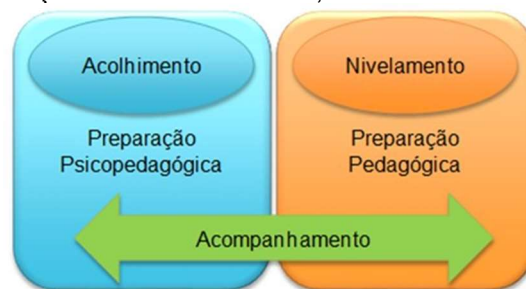 Acolhimento
Preparação
Psicopedagógica
Nivelamento
Preparação
Pedagógica
Acompanhamento